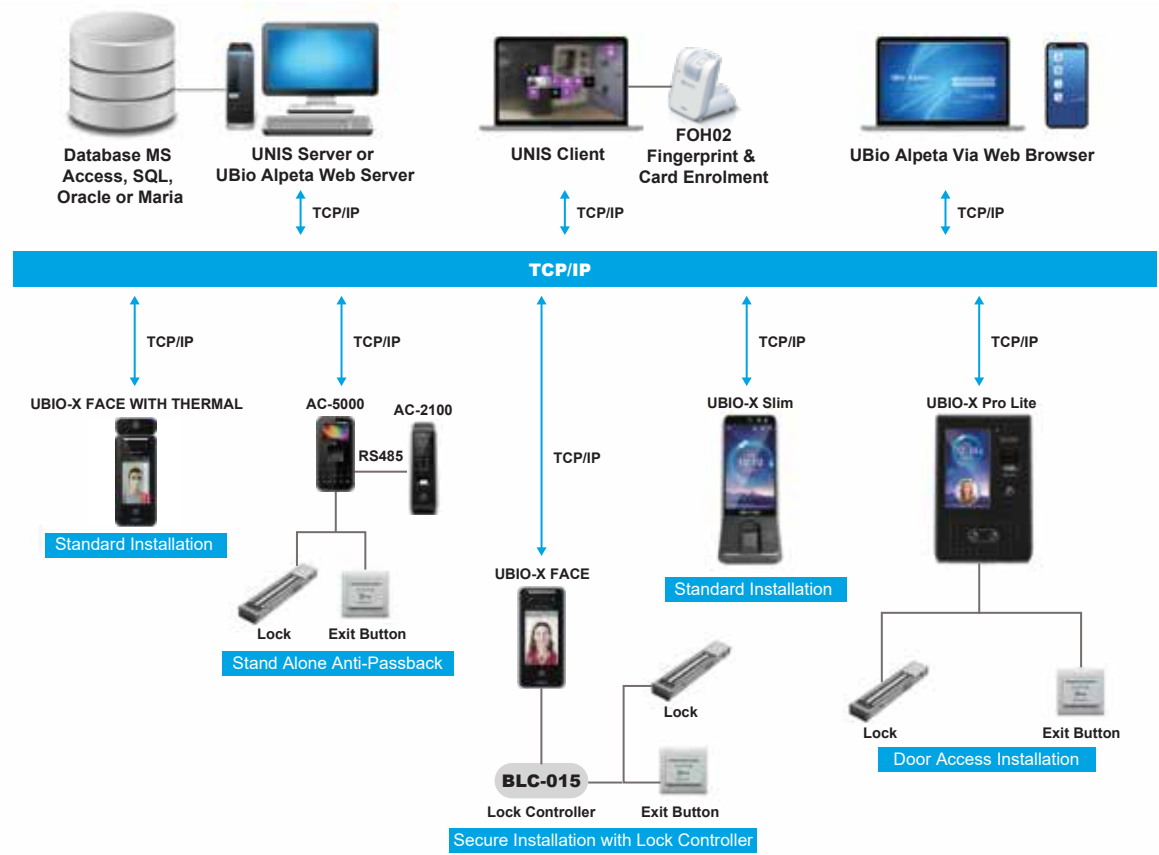 Database MS
Access, SQL,
Oracle or Maria
UNIS Server or
UBio Alpeta Web Server
UNIS Client
FOH02
Fingerprint &
Card Enrolment
UBio Alpeta Via Web Browser
TCP/IP
TCP/IP
TCP/IP
TCP/IP
TCP/IP
TCP/IP
TCP/IP
TCP/IP
TCP/IP
UBIO-X FACE WITH THERMAL
Standard Installation
AC-5000
AC-2100
RS485
Lock
Exit Button
Stand Alone Anti-Passback
UBIO-X FACE
Lock
BLC-015
Lock Controller
Exit Button
Secure Installation with Lock Controller
UBIO-X Slim
Standard Installation
UBIO-X Pro Lite
Lock
Exit Button
Door Access Installation